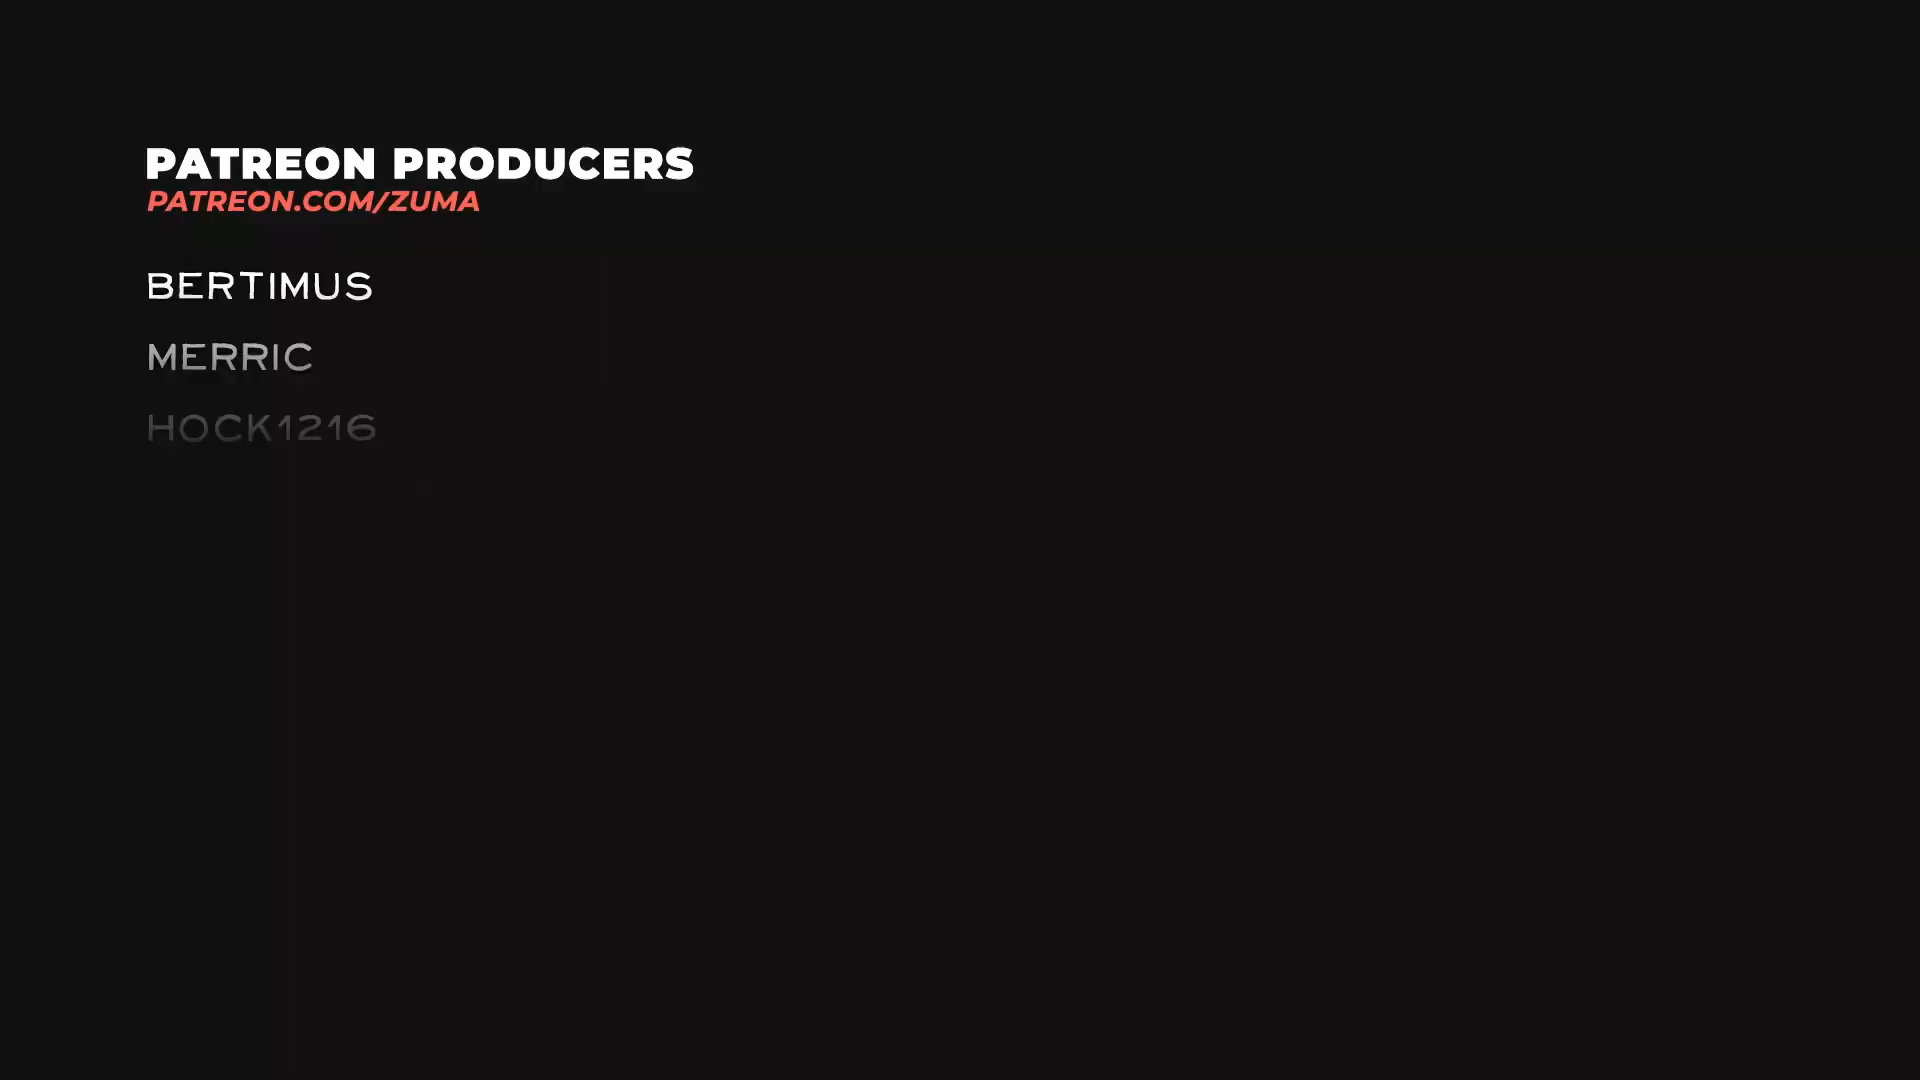 PATREON PRODUCERS
PATREON.COM/ZUMA
BERTIMUS
MERRIC
HOCK1216